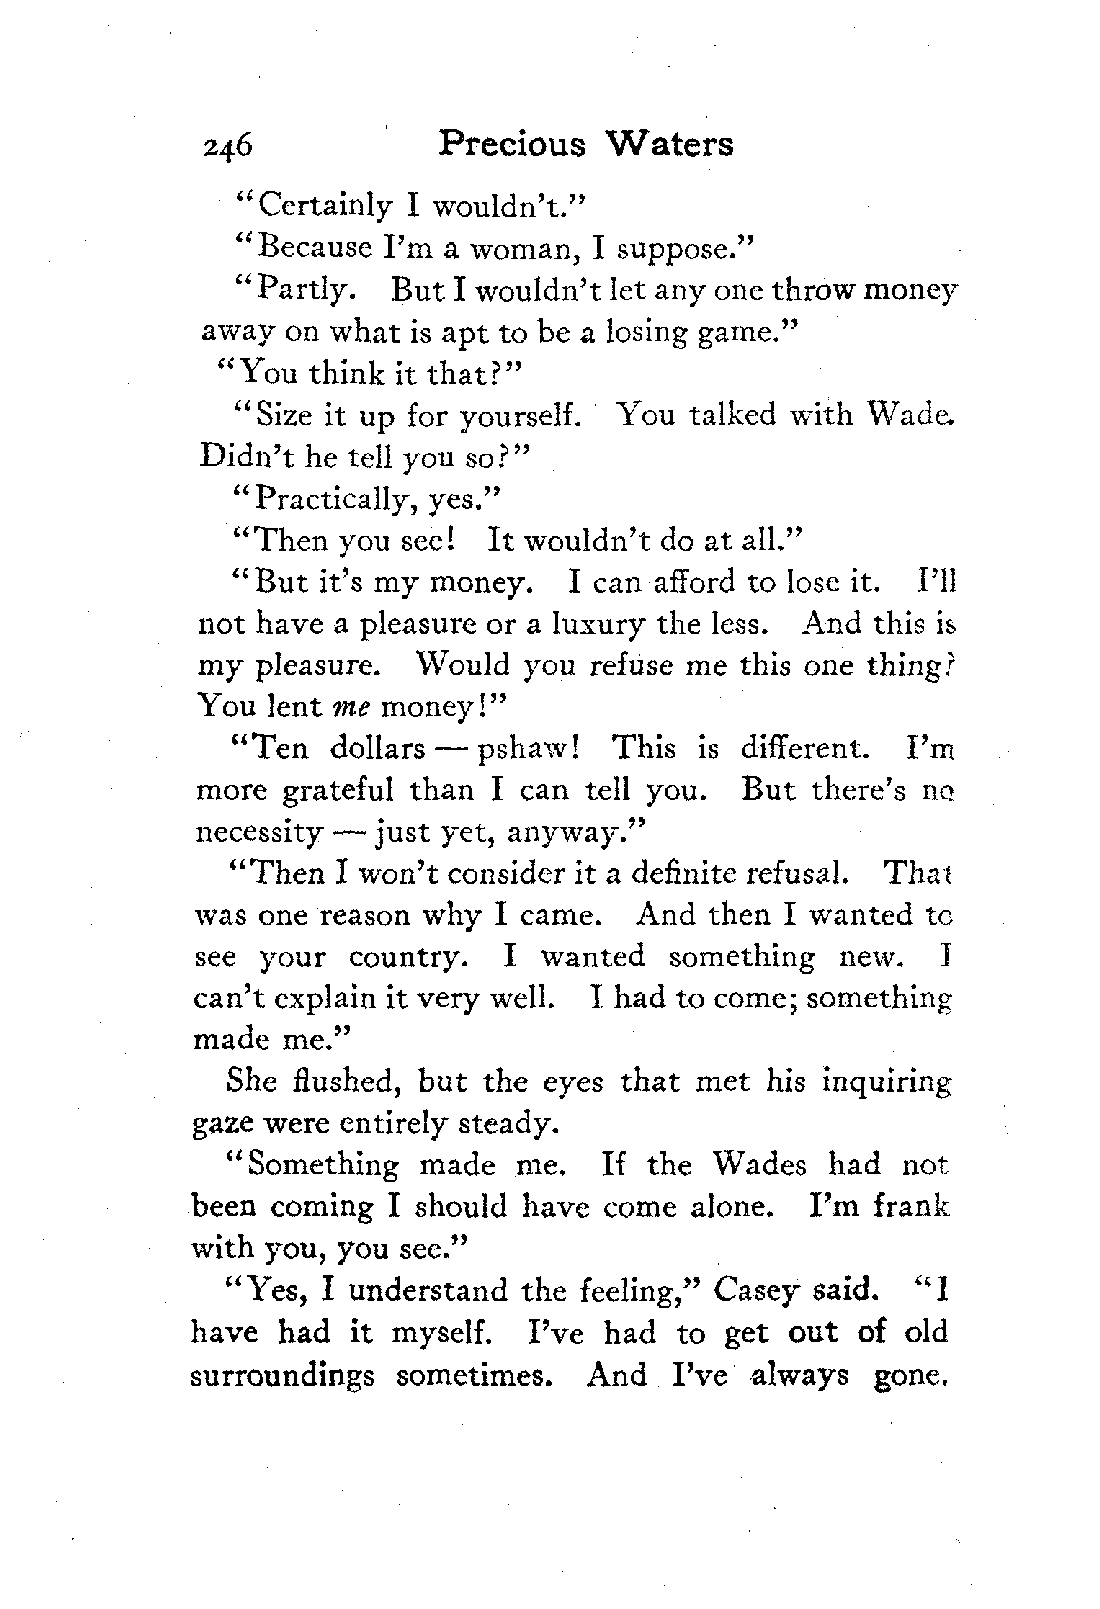 246 Precious Waters
"Certainly I wouldn't."
"Because I'm a woman, I suppose."
"Partly. But I wouldn't let any one throw money
away on what is apt to be a losing game."
"You think it that?"
"Size it up for yourself. You talked with Wade.
Didn't he tell you so?"
"Practically, yes."
"Then you see! It wouldn't do at all."
"But it's my money. I can afford to lose it. I'll
not have a pleasure or a luxury the less. And this is
my pleasure. Would you refuse me this one thing?
You lent me money!"
"Ten dollars — pshaw! This is different. I'm
more grateful than I can tell you. But there's no
necessity — just yet, anyway."
"Then I won't consider it a definite refusal. That
was one reason why I came. And then I wanted to
see your country. I wanted something new. I
can't explain it very well. I had to come; something
made me."
She flushed, but the eyes that met his inquiring
gaze were entirely steady.
"Something made me. If the Wades had not
been coming I should have come alone. I'm frank
with you, you see."
"Yes, I understand the feeling," Casey said. "I
have had it myself. I've had to get out of old
surroundings sometimes. And I've always gone.